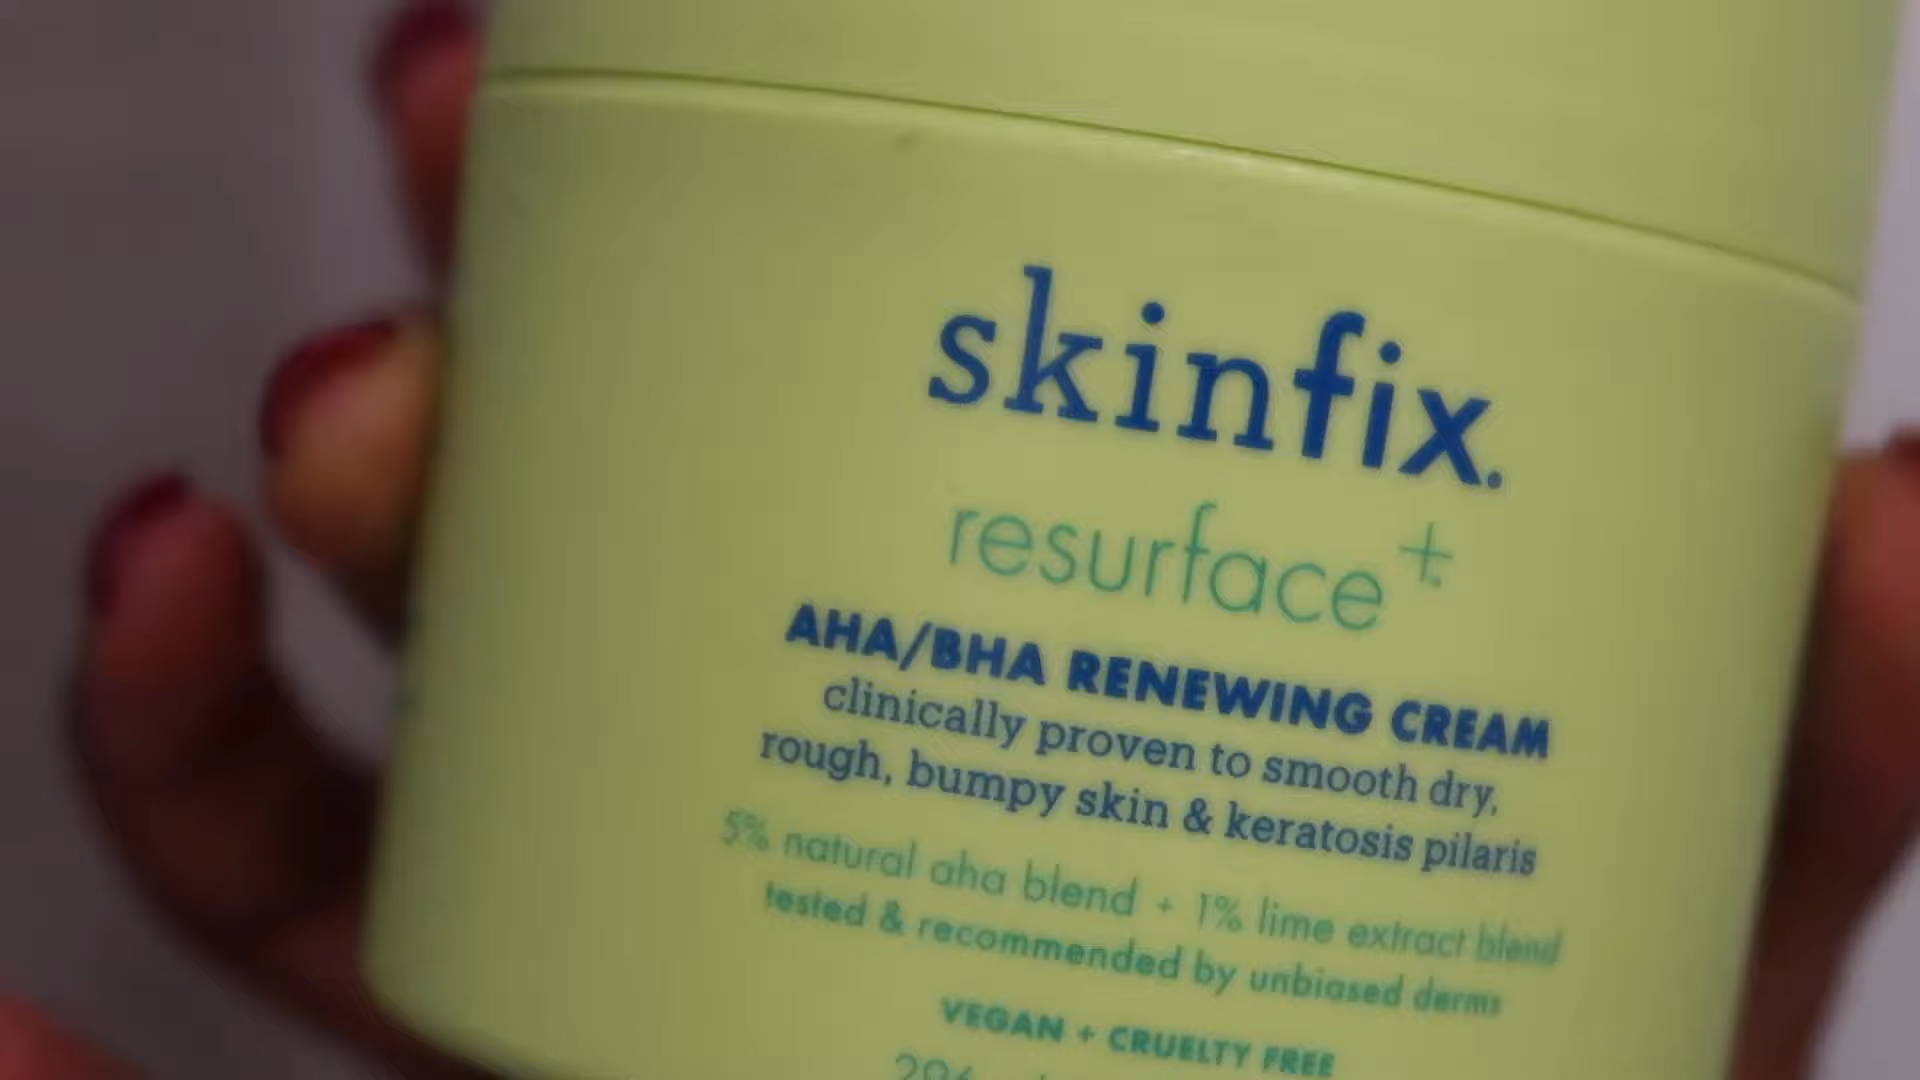 skinfix.
resurface+
AHA/BHA RENEWING CREAM
clinically proven to smooth dry,
rough, bumpy skin & keratosis pilaris
5% natural aha blend + 1% lime extract blend
tested & recommended by unbiased derms
VEGAN + CRUELTY FREE